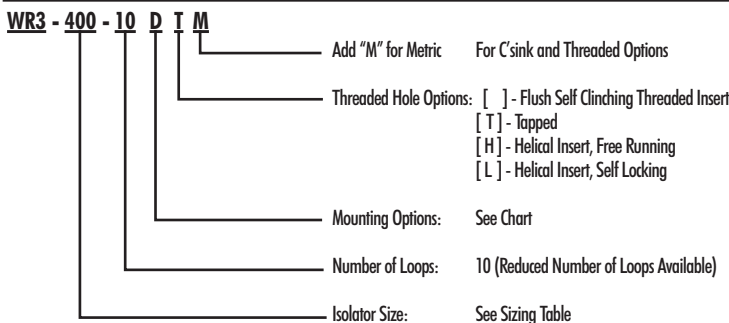 WR3 - 400 - 10 D T M
Add “M” for Metric For C’sink and Threaded Options
Threaded Hole Options: [ ] - Flush Self Clinching Threaded Insert
[ T ] - Tapped
[ H ] - Helical Insert, Free Running
[ L ] - Helical Insert, Self Locking
Mounting Options: See Chart
Number of Loops: 10 (Reduced Number of Loops Available)
Isolator Size: See Sizing Table